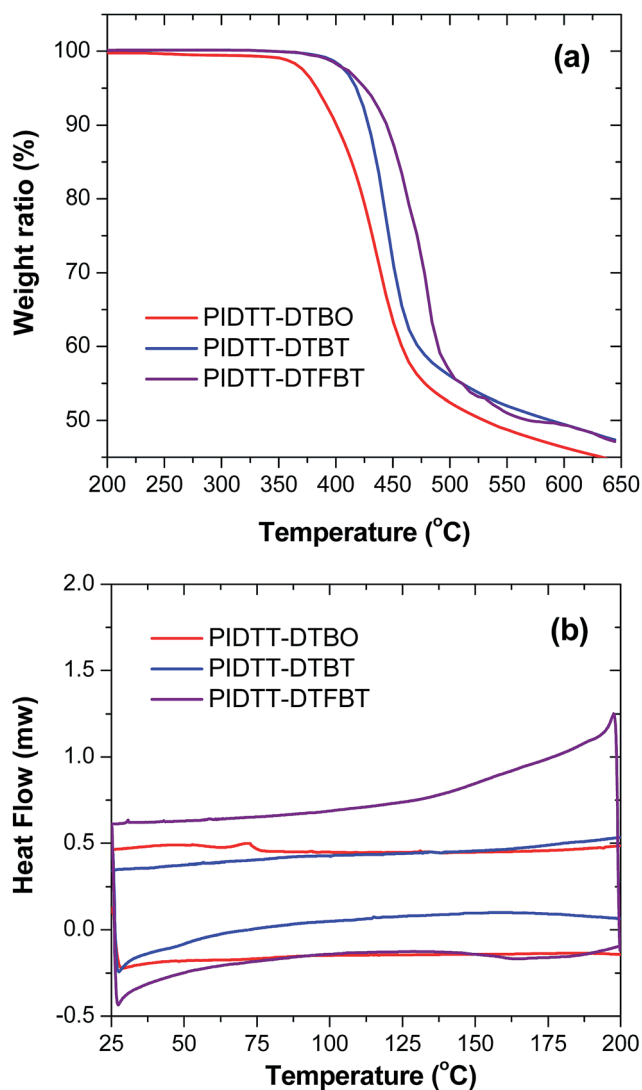 (a)
100
90
80
70
60
50
Weight ratio (%)
PIDTT-DTBO
PIDTT-DTBT
PIDTT-DTFBT
200 250 300 350 400 450 500 550 600 650
Temperature (°C)
(b)
2.0
1.5
1.0
0.5
0.0
-0.5
Heat Flow (mw)
PIDTT-DTBO
PIDTT-DTBT
PIDTT-DTFBT
25 50 75 100 125 150 175 200
Temperature (°C)